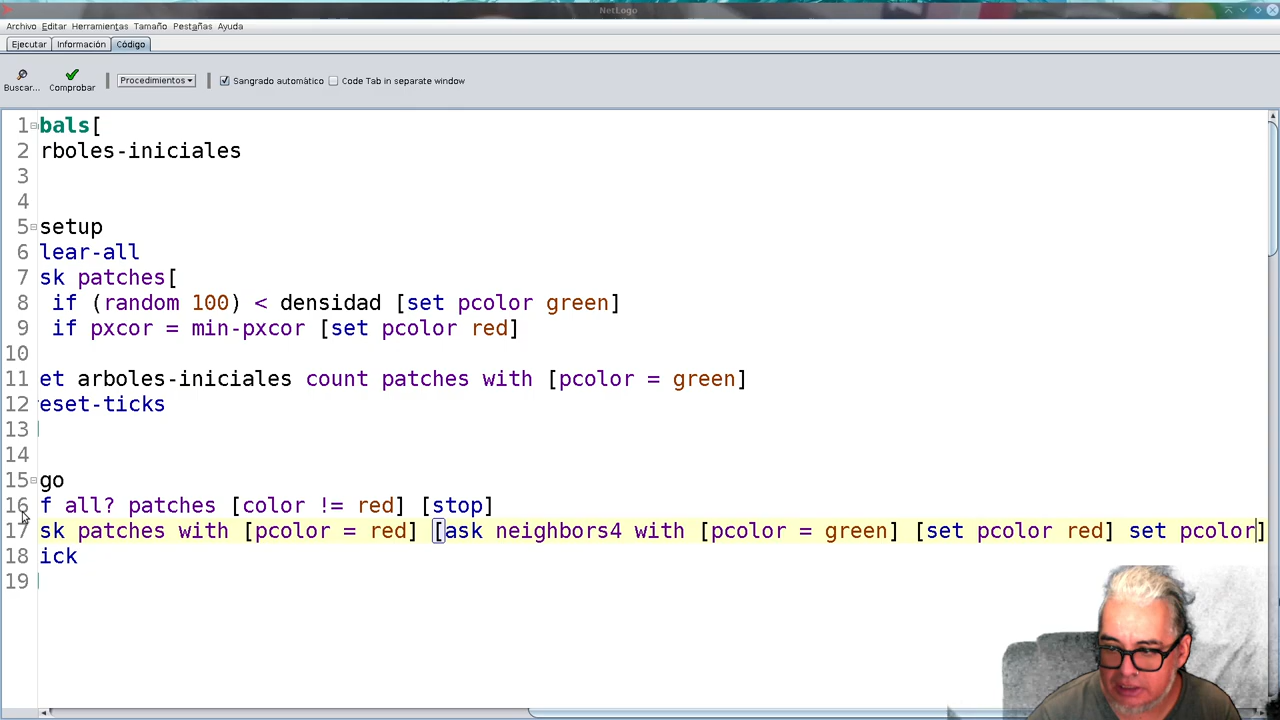 NetLogo
Archivo Editar Herramientas Tamaño Pestañas Ayuda
Ejecutar Información Código
Buscar... Comprobar Procedimientos Sangrado automático Code Tab in separate window
1 bals[
2 rboles-iniciales
3
4
5 setup
6 lear-all
7 sk patches[
8 if (random 100) < densidad [set pcolor green]
9 if pxcor = min-pxcor [set pcolor red]
10
11 et arboles-iniciales count patches with [pcolor = green]
12 reset-ticks
13
14
15 go
16 f all? patches [color != red] [stop]
17 sk patches with [pcolor = red] [ask neighbors4 with [pcolor = green] [set pcolor red] set pcolor]
18 ick
19